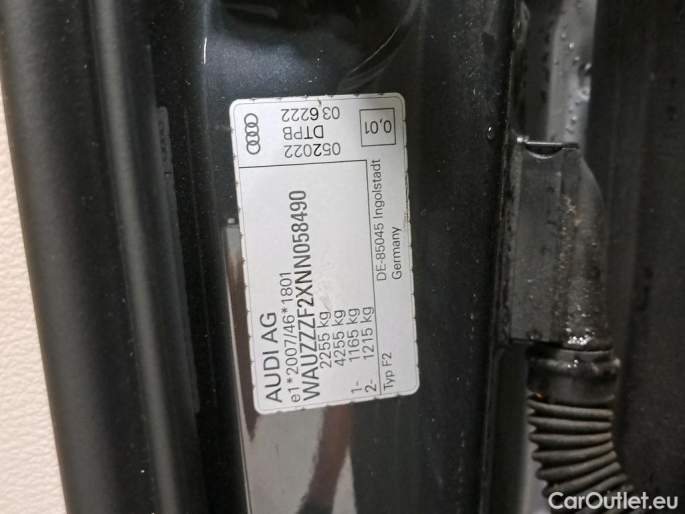 AUDI AG
e1*2007/46*1801
WAUZZZF2XNN058490
2255 kg
4255 kg
1- 1165 kg
2- 1215 kg
Typ F2
DE-85045 Ingolstadt
Germany
052022
DTPB
03 6222
0,01
CarOutlet.eu